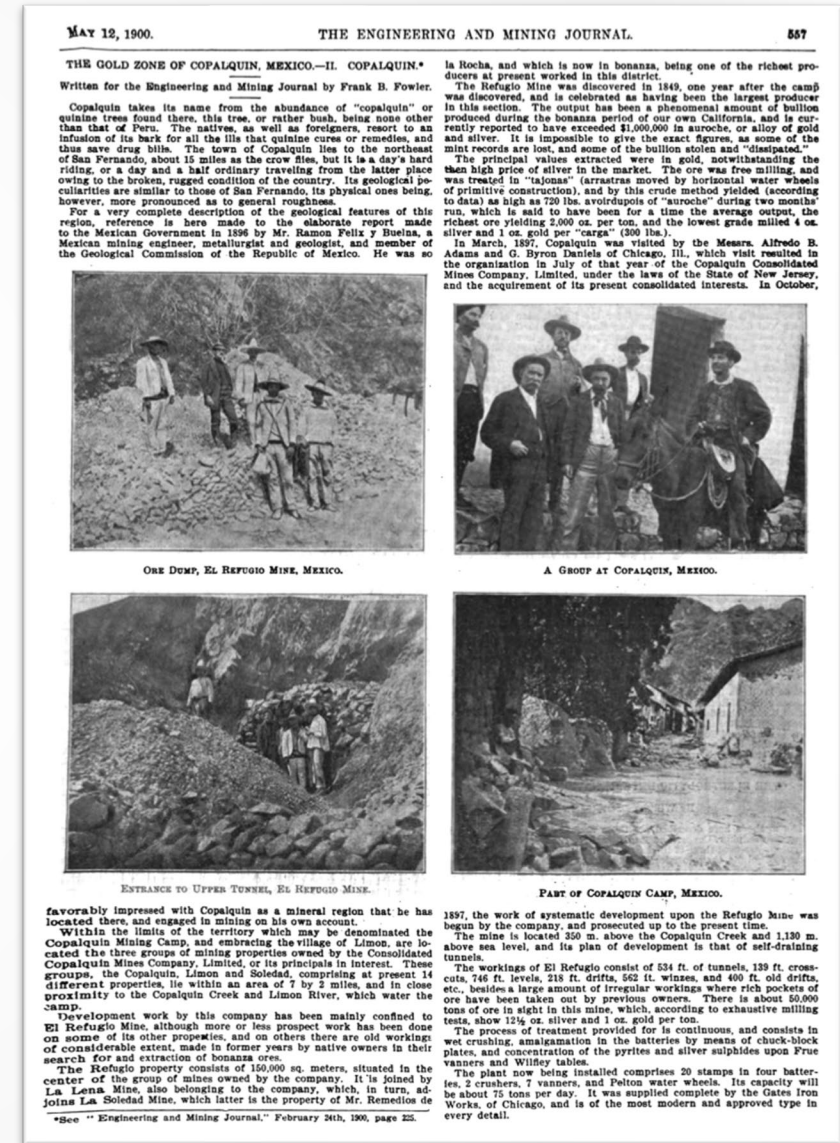 MAY 12, 1900.
THE ENGINEERING AND MINING JOURNAL.
557
THE GOLD ZONE OF COPALQUIN, MEXICO.—II. COPALQUIN.*
Written for the Engineering and Mining Journal by Frank B. Fowler.
Copalquin takes its name from the abundance of "copalquin" or
quinine trees found there, this tree, or rather bush, being none other
than that of Peru. The natives, as well as foreigners, resort to an
infusion of its bark for all the ills that quinine cures or remedies, and
thus save drug bills. The town of Copalquin lies to the northeast
of San Fernando, about 15 miles as the crow flies, but it is a day's hard
riding, or a day and a half ordinary traveling from the latter place
owing to the broken, rugged condition of the country. Its geological pe-
culiarities are similar to those of San Fernando, its physical ones being,
however, more pronounced as to general roughness.
For a very complete description of the geological features of this
region, reference is here made to the elaborate report made
to the Mexican Government in 1896 by Mr. Ramon Felix y Buelna, a
Mexican mining engineer, metallurgist and geologist, and member of
the Geological Commission of the Republic of Mexico. He was so
ORE DUMP, EL REFUGIO MINE, MEXICO.
ENTRANCE TO UPPER TUNNEL, EL REFUGIO MINE.
favorably impressed with Copalquin as a mineral region that he has
located there, and engaged in mining on his own account.
Within the limits of the territory which may be denominated the
Copalquin Mining Camp, and embracing the village of Limon, are lo-
cated the three groups of mining properties owned by the Consolidated
Copalquin Mines Company, Limited, or its principals in interest. These
groups, the Copalquin, Limon and Soledad, comprising at present 14
different properties, lie within an area of 7 by 2 miles, and in close
proximity to the Copalquin Creek and Limon River, which water the
camp.
Development work by this company has been mainly confined to
El Refugio Mine, although more or less prospect work has been done
on some of its other properties, and on others there are old workings
of considerable extent, made in former years by native owners in their
search for and extraction of bonanza ores.
The Refugio property consists of 150,000 sq. meters, situated in the
center of the group of mines owned by the company. It is joined by
La Lena Mine, also belonging to the company, which, in turn, ad-
joins La Soledad Mine, which latter is the property of Mr. Remedios de
*See " Engineering and Mining Journal," February 24th, 1900, page 225.
la Rocha, and which is now in bonanza, being one of the richest pro-
ducers at present worked in this district.
The Refugio Mine was discovered in 1849, one year after the camp
was discovered, and is celebrated as having been the largest producer
in this section. The output has been a phenomenal amount of bullion
produced during the bonanza period of our own California, and is cur-
rently reported to have exceeded $1,000,000 in auroche, or alloy of gold
and silver. It is impossible to give the exact figures, as some of the
mint records are lost, and some of the bullion stolen and "dissipated."
The principal values extracted were in gold, notwithstanding the
then high price of silver in the market. The ore was free milling, and
was treated in "tajonas" (arrastras moved by horizontal water wheels
of primitive construction), and by this crude method yielded (according
to data) as high as 720 lbs. avoirdupois of "auroche" during two months'
run, which is said to have been for a time the average output, the
richest ore yielding 2,000 oz. per ton, and the lowest grade milled 4 oz.
silver and 1 oz. gold per "carga" (300 lbs.).
In March, 1897, Copalquin was visited by the Messrs. Alfredo B.
Adams and G. Byron Daniels of Chicago, Ill., which visit resulted in
the organization in July of that year of the Copalquin Consolidated
Mines Company, Limited, under the laws of the State of New Jersey,
and the acquirement of its present consolidated interests. In October,
A GROUP AT COPALQUIN, MEXICO.
PART OF COPALQUIN CAMP, MEXICO.
1897, the work of systematic development upon the Refugio Mine was
begun by the company, and prosecuted up to the present time.
The mine is located 350 m. above the Copalquin Creek and 1,130 m.
above sea level, and its plan of development is that of self-draining
tunnels.
The workings of El Refugio consist of 534 ft. of tunnels, 139 ft. cross-
cuts, 746 ft. levels, 218 ft. drifts, 562 ft. winzes, and 400 ft. old drifts,
etc., besides a large amount of irregular workings where rich pockets of
ore have been taken out by previous owners. There is about 50,000
tons of ore in sight in this mine, which, according to exhaustive milling
tests, show 12½ oz. silver and 1 oz. gold per ton.
The process of treatment provided for is continuous, and consists in
wet crushing, amalgamation in the batteries by means of chuck-block
plates, and concentration of the pyrites and silver sulphides upon Frue
vanners and Wilfley tables.
The plant now being installed comprises 20 stamps in four batter-
ies, 2 crushers, 7 vanners, and Pelton water wheels. Its capacity will
be about 75 tons per day. It was supplied complete by the Gates Iron
Works, of Chicago, and is of the most modern and approved type in
every detail.